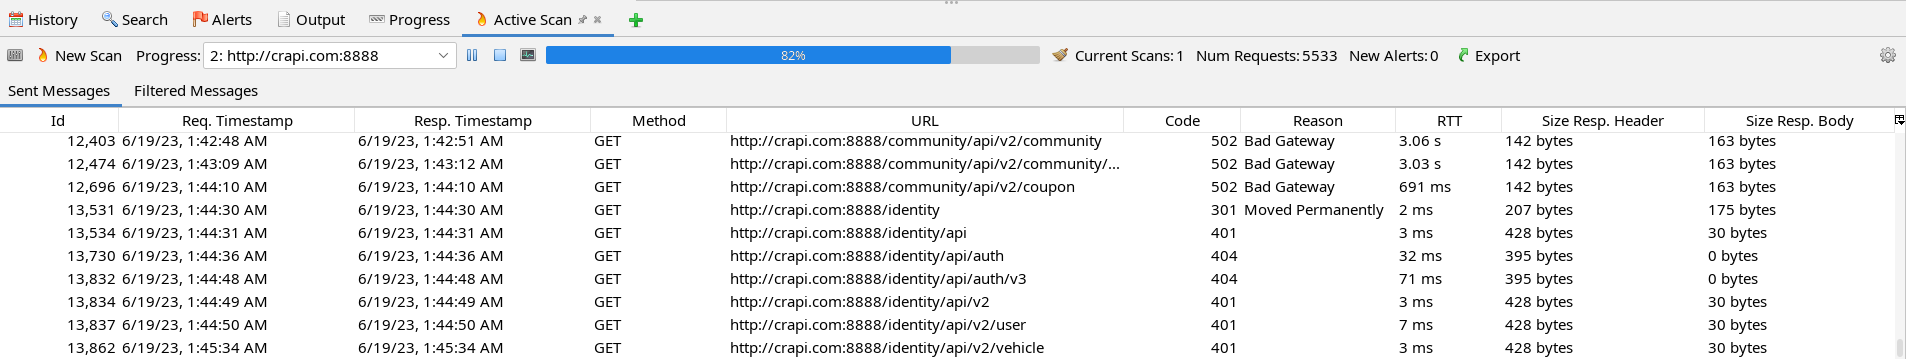 History Search Alerts Output Progress Active Scan
New Scan Progress: 2: http://crapi.com:8888 82% Current Scans: 1 Num Requests: 5533 New Alerts: 0 Export
Sent Messages Filtered Messages
Id Req. Timestamp Resp. Timestamp Method URL Code Reason RTT Size Resp. Header Size Resp. Body
12,403 6/19/23, 1:42:48 AM 6/19/23, 1:42:51 AM GET http://crapi.com:8888/community/api/v2/community 502 Bad Gateway 3.06 s 142 bytes 163 bytes
12,474 6/19/23, 1:43:09 AM 6/19/23, 1:43:12 AM GET http://crapi.com:8888/community/api/v2/community/... 502 Bad Gateway 3.03 s 142 bytes 163 bytes
12,696 6/19/23, 1:44:10 AM 6/19/23, 1:44:10 AM GET http://crapi.com:8888/community/api/v2/coupon 502 Bad Gateway 691 ms 142 bytes 163 bytes
13,531 6/19/23, 1:44:30 AM 6/19/23, 1:44:30 AM GET http://crapi.com:8888/identity 301 Moved Permanently 2 ms 207 bytes 175 bytes
13,534 6/19/23, 1:44:31 AM 6/19/23, 1:44:31 AM GET http://crapi.com:8888/identity/api 401 3 ms 428 bytes 30 bytes
13,730 6/19/23, 1:44:36 AM 6/19/23, 1:44:36 AM GET http://crapi.com:8888/identity/api/auth 404 32 ms 395 bytes 0 bytes
13,832 6/19/23, 1:44:48 AM 6/19/23, 1:44:48 AM GET http://crapi.com:8888/identity/api/auth/v3 404 71 ms 395 bytes 0 bytes
13,834 6/19/23, 1:44:49 AM 6/19/23, 1:44:49 AM GET http://crapi.com:8888/identity/api/v2 401 3 ms 428 bytes 30 bytes
13,837 6/19/23, 1:44:50 AM 6/19/23, 1:44:50 AM GET http://crapi.com:8888/identity/api/v2/user 401 7 ms 428 bytes 30 bytes
13,862 6/19/23, 1:45:34 AM 6/19/23, 1:45:34 AM GET http://crapi.com:8888/identity/api/v2/vehicle 401 3 ms 428 bytes 30 bytes